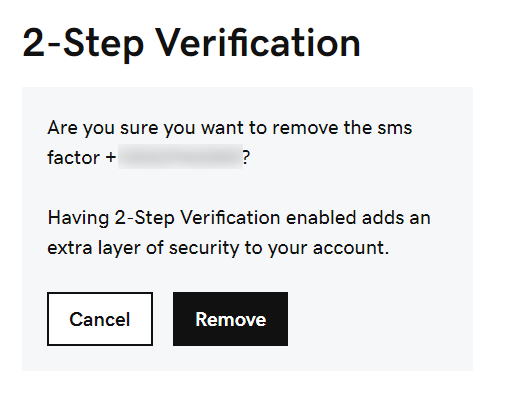 2-Step Verification
Are you sure you want to remove the sms
factor + ?
Having 2-Step Verification enabled adds an
extra layer of security to your account.
Cancel
Remove